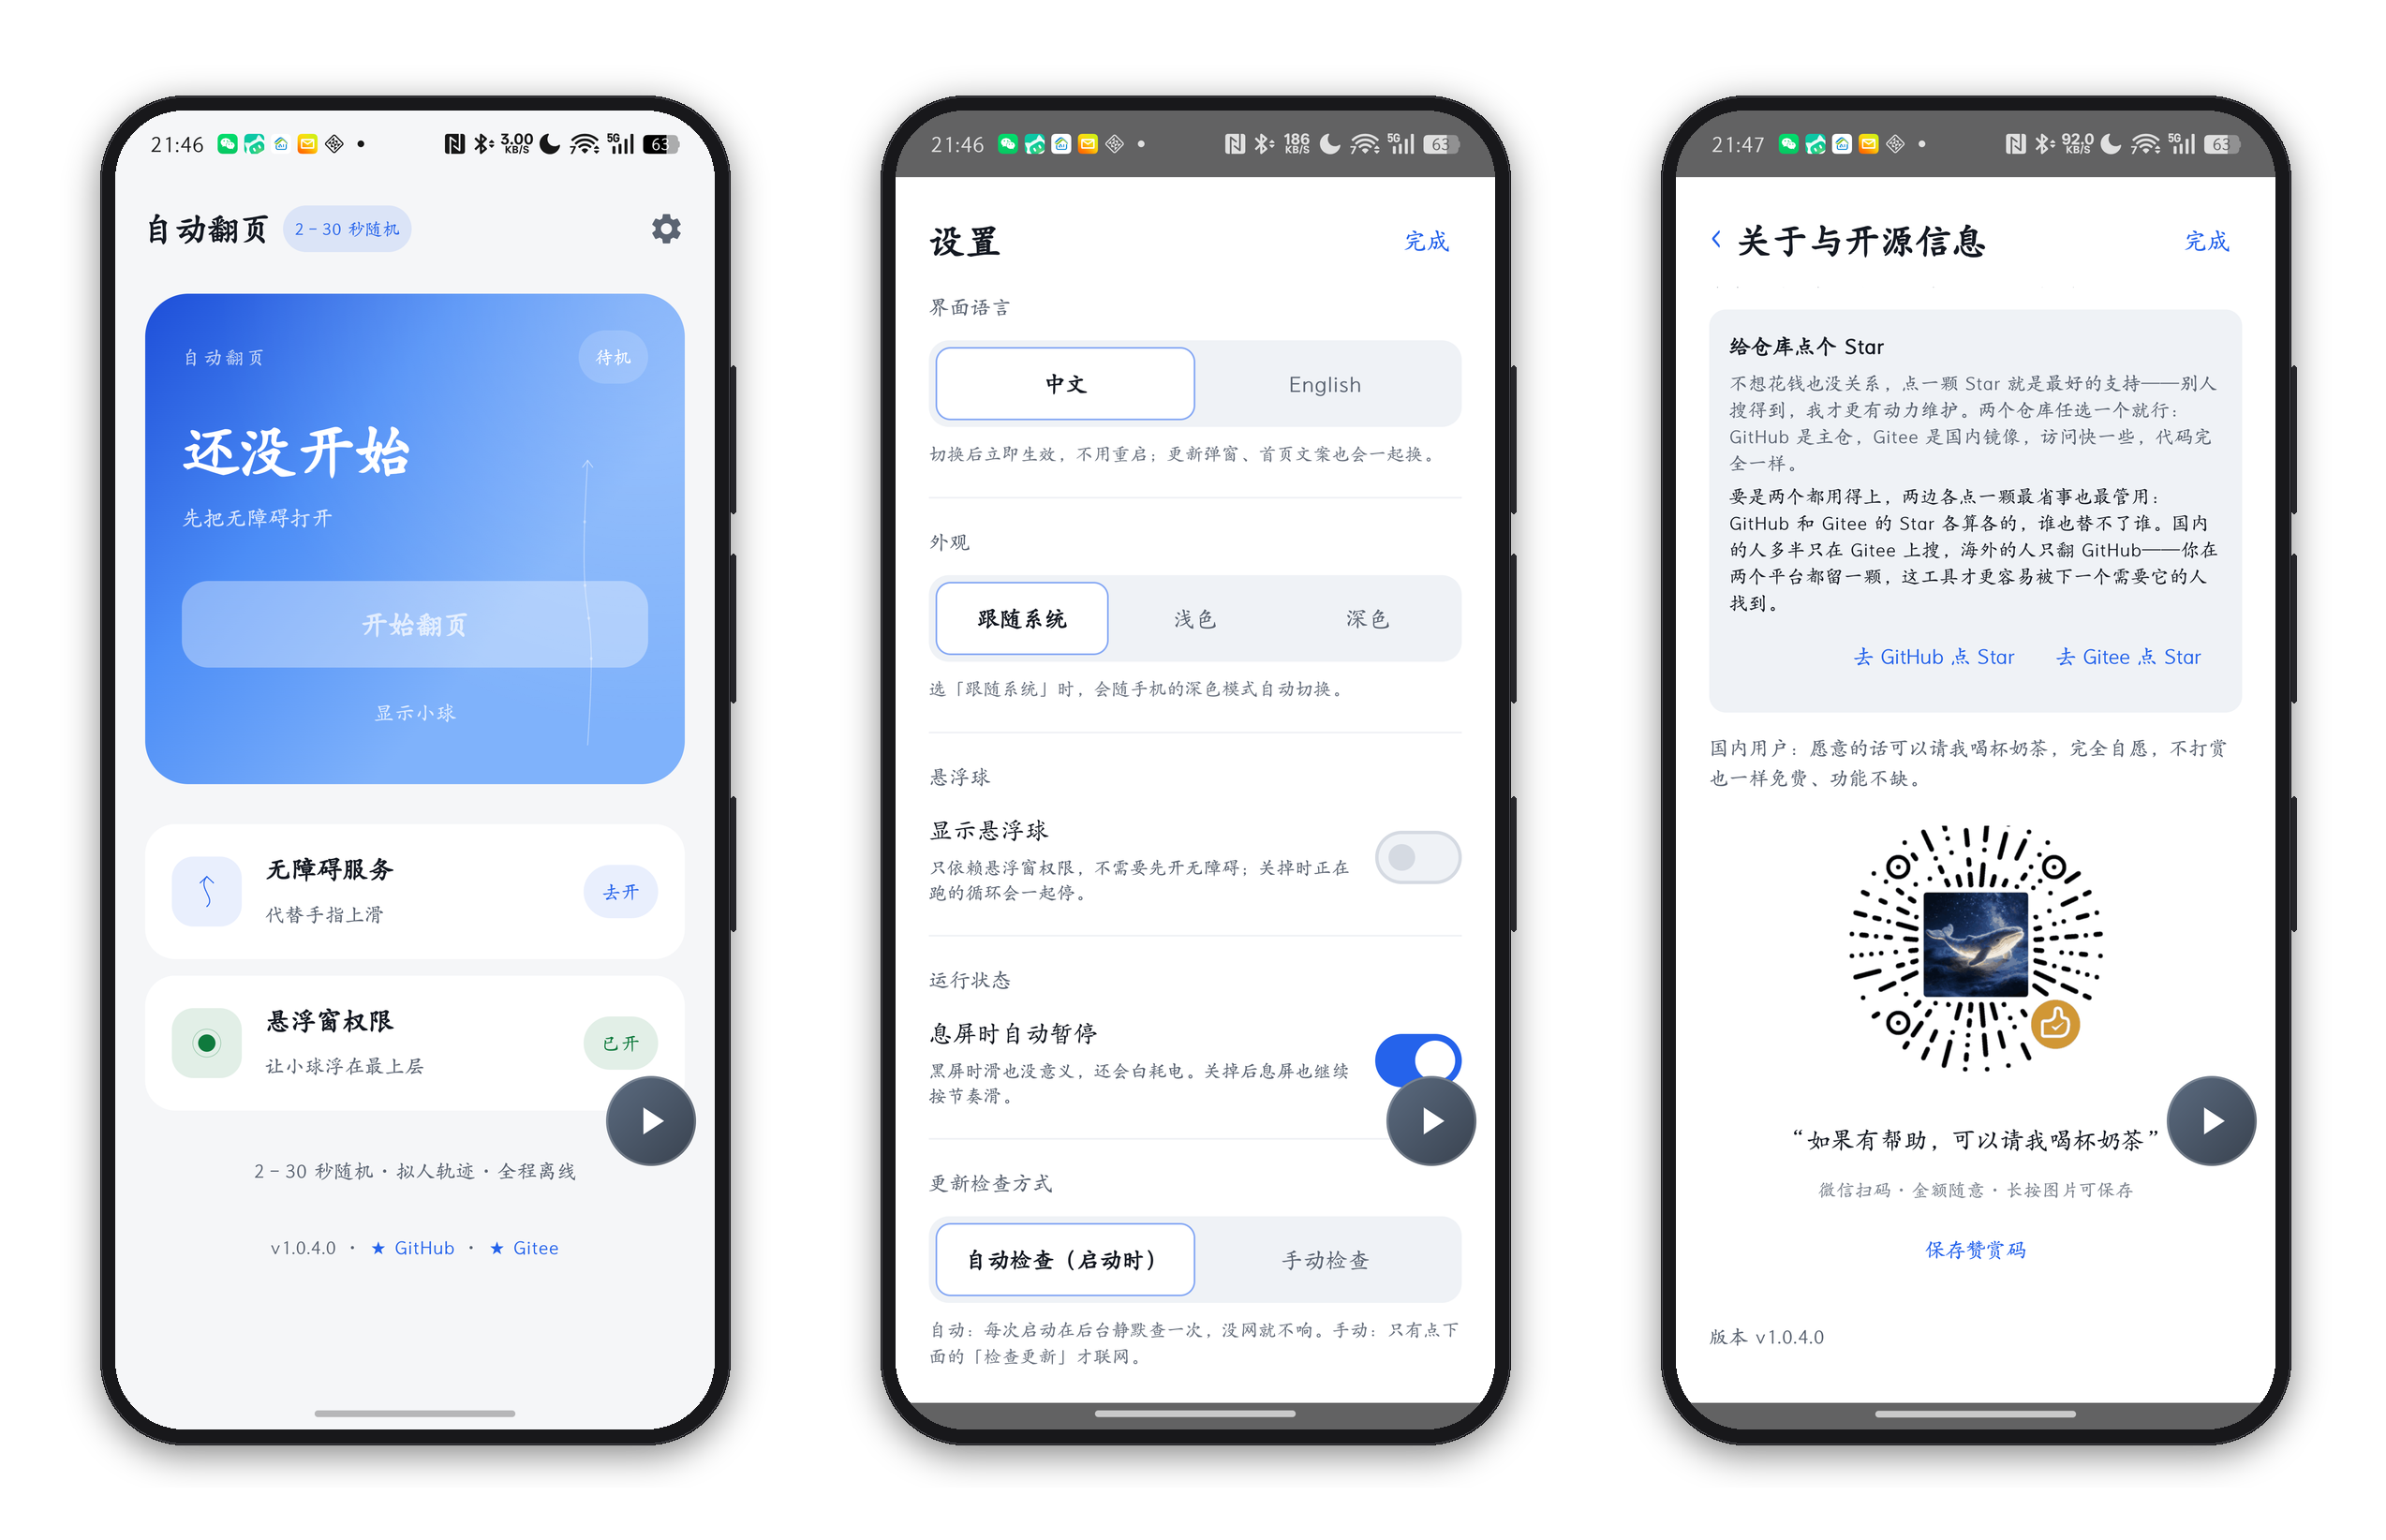 21:46
3.00
KB/S
7
5G
63
自动翻页
2 – 30 秒随机
自动翻页
待机
还没开始
先把无障碍打开
开始翻页
显示小球
无障碍服务
代替手指上滑
去开
悬浮窗权限
让小球浮在最上层
已开
2 – 30 秒随机 · 拟人轨迹 · 全程离线
v1.0.4.0 · ★ GitHub · ★ Gitee
21:46
186
KB/S
7
5G
63
设置
完成
界面语言
中文
English
切换后立即生效，不用重启；更新弹窗、首页文案也会一起换。
外观
跟随系统
浅色
深色
选「跟随系统」时，会随手机的深色模式自动切换。
悬浮球
显示悬浮球
只依赖悬浮窗权限，不需要先开无障碍；关掉时正在
跑的循环会一起停。
运行状态
息屏时自动暂停
黑屏时滑也没意义，还会白耗电。关掉后息屏也继续
按节奏滑。
更新检查方式
自动检查（启动时）
手动检查
自动：每次启动在后台静默查一次，没网就不响。手动：只有点下
面的「检查更新」才联网。
21:47
92.0
KB/S
7
5G
63
关于与开源信息
完成
给仓库点个 Star
不想花钱也没关系，点一颗 Star 就是最好的支持——别人
搜得到，我才更有动力维护。两个仓库任选一个就行：
GitHub 是主仓，Gitee 是国内镜像，访问快一些，代码完
全一样。
要是两个都用得上，两边各点一颗最省事也最管用：
GitHub 和 Gitee 的 Star 各算各的，谁也替不了谁。国内
的人多半只在 Gitee 上搜，海外的人只翻 GitHub——你在
两个平台都留一颗，这工具才更容易被下一个需要它的人
找到。
去 GitHub 点 Star
去 Gitee 点 Star
国内用户：愿意的话可以请我喝杯奶茶，完全自愿，不打赏
也一样免费、功能不缺。
“如果有帮助，可以请我喝杯奶茶”
微信扫码 · 金额随意 · 长按图片可保存
保存赞赏码
版本 v1.0.4.0